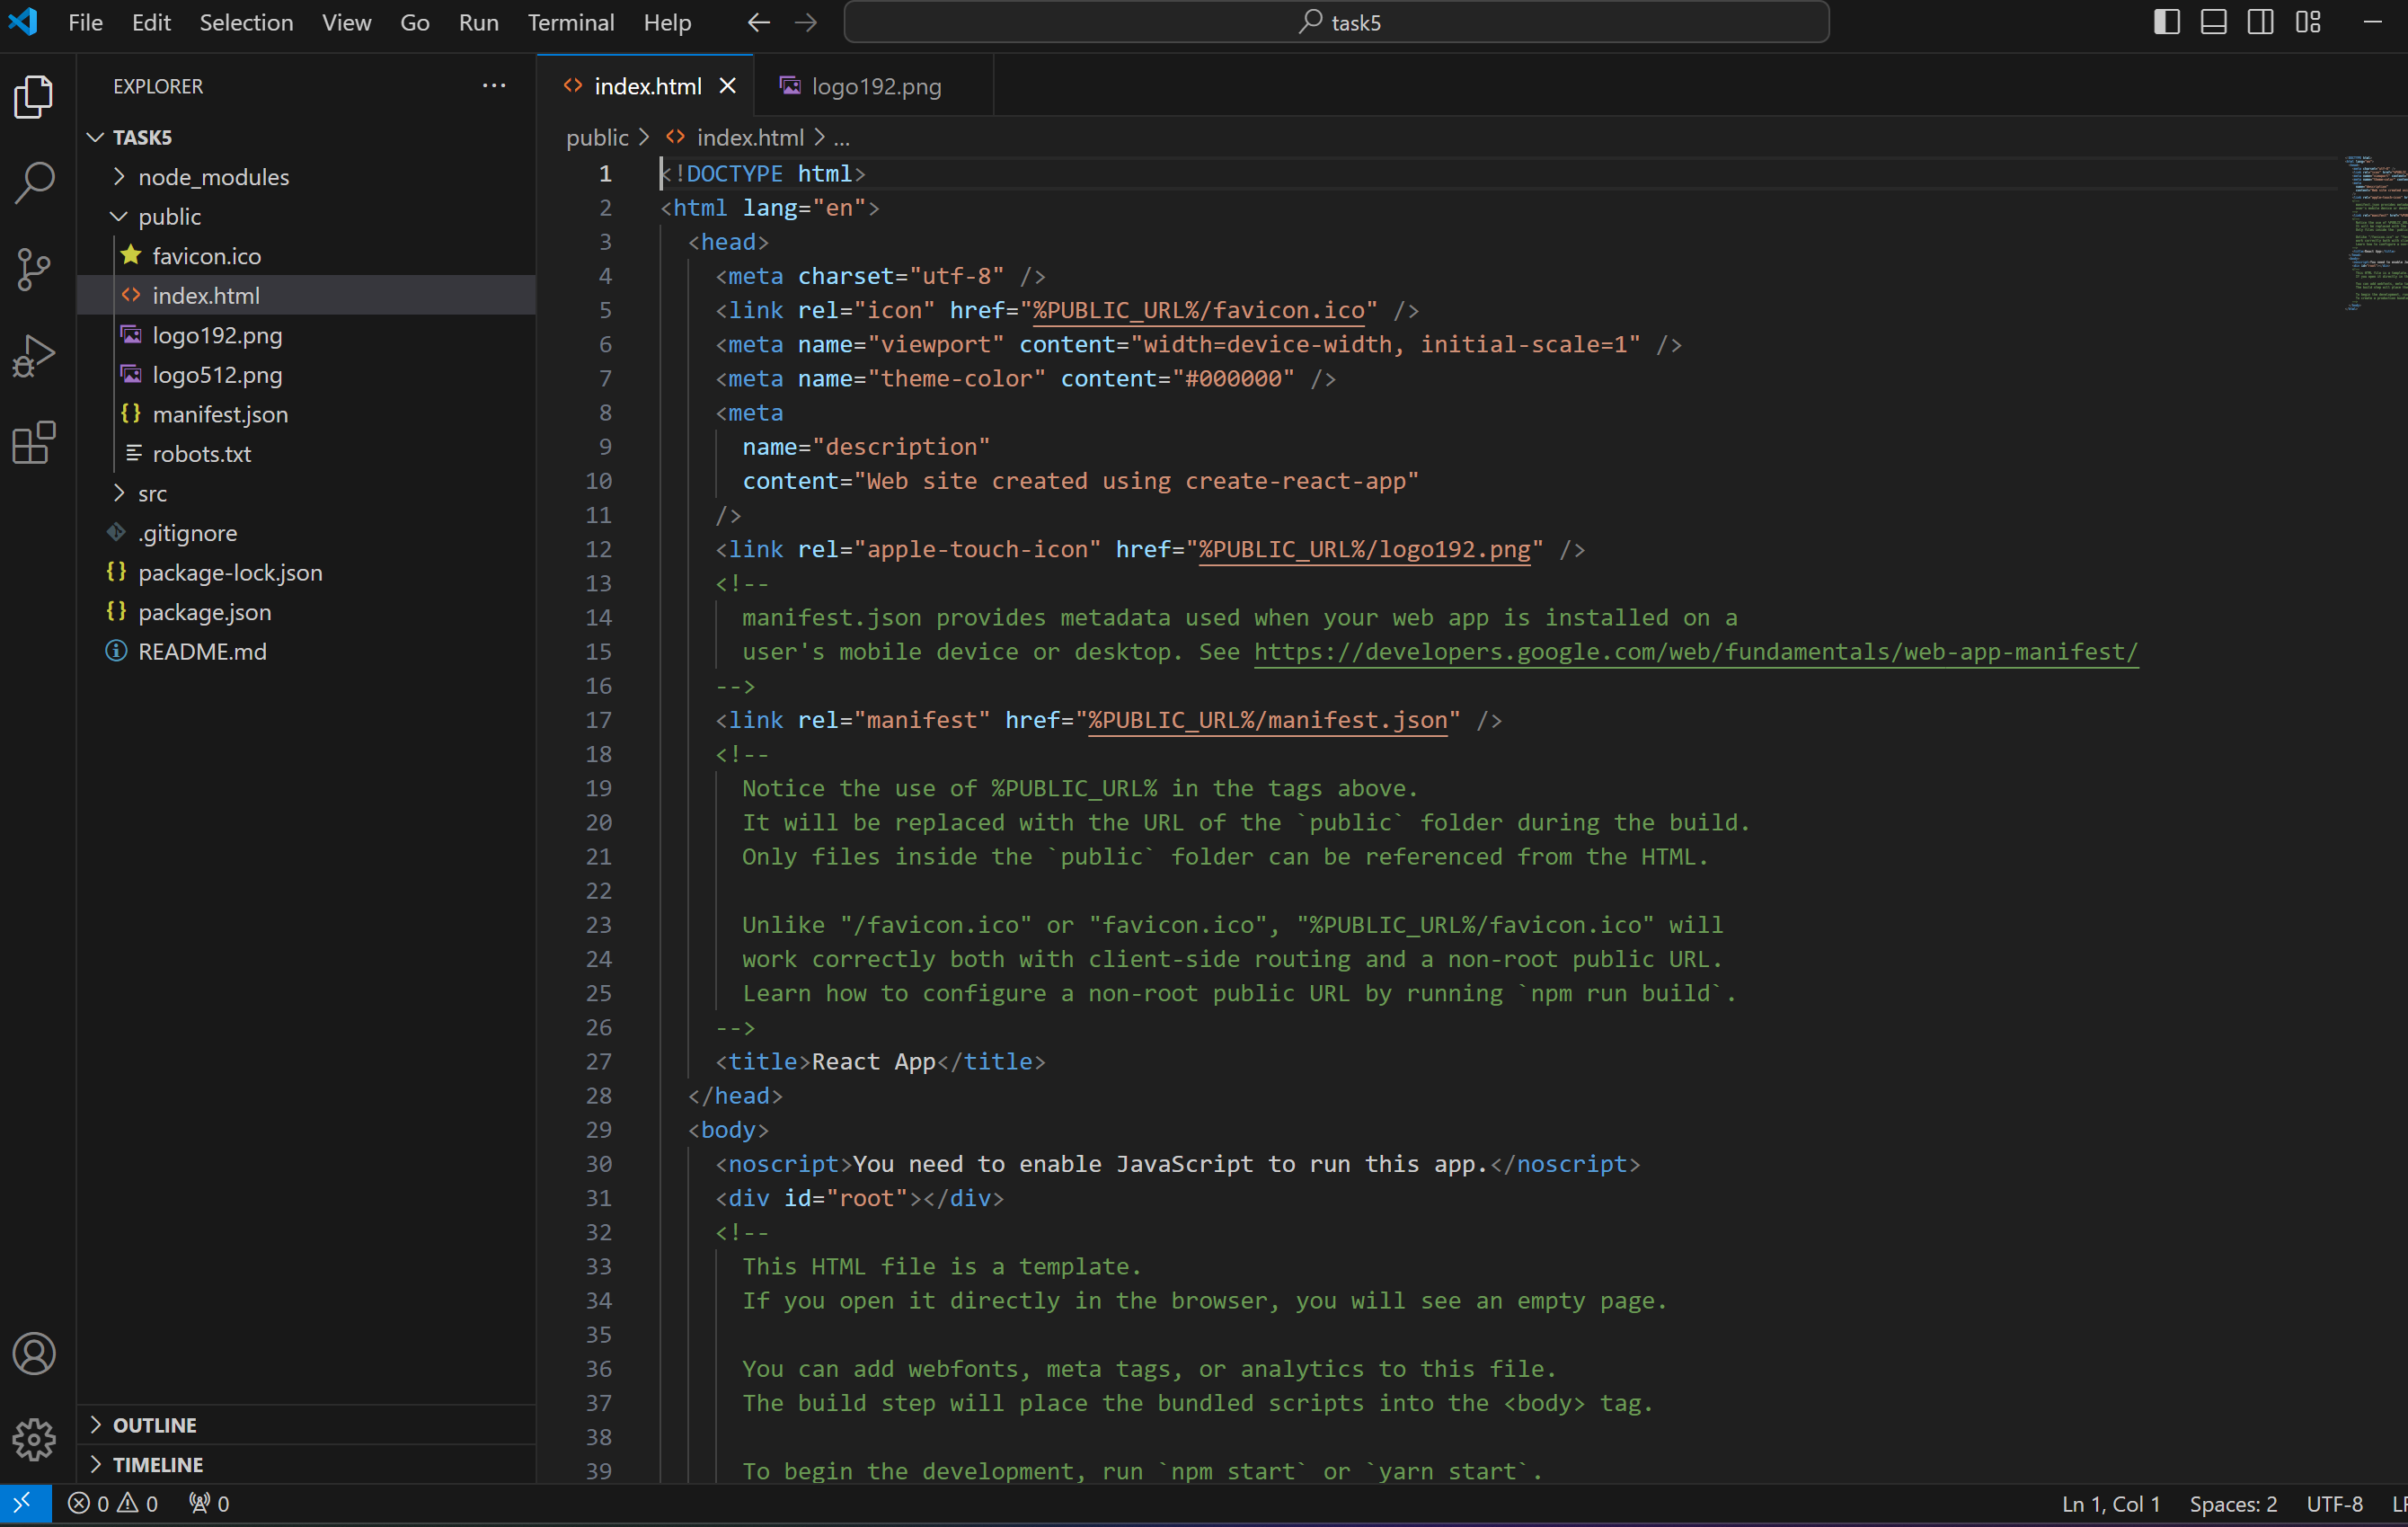 File Edit Selection View Go Run Terminal Help
task5
EXPLORER
TASK5
node_modules
public
favicon.ico
index.html
logo192.png
logo512.png
manifest.json
robots.txt
src
.gitignore
package-lock.json
package.json
README.md
OUTLINE
TIMELINE
index.html
logo192.png
public > index.html > ...
1 <!DOCTYPE html>
2 <html lang="en">
3 <head>
4 <meta charset="utf-8" />
5 <link rel="icon" href="%PUBLIC_URL%/favicon.ico" />
6 <meta name="viewport" content="width=device-width, initial-scale=1" />
7 <meta name="theme-color" content="#000000" />
8 <meta
9 name="description"
10 content="Web site created using create-react-app"
11 />
12 <link rel="apple-touch-icon" href="%PUBLIC_URL%/logo192.png" />
13 <!--
14 manifest.json provides metadata used when your web app is installed on a
15 user's mobile device or desktop. See https://developers.google.com/web/fundamentals/web-app-manifest/
16 -->
17 <link rel="manifest" href="%PUBLIC_URL%/manifest.json" />
18 <!--
19 Notice the use of %PUBLIC_URL% in the tags above.
20 It will be replaced with the URL of the `public` folder during the build.
21 Only files inside the `public` folder can be referenced from the HTML.
22
23 Unlike "/favicon.ico" or "favicon.ico", "%PUBLIC_URL%/favicon.ico" will
24 work correctly both with client-side routing and a non-root public URL.
25 Learn how to configure a non-root public URL by running `npm run build`.
26 -->
27 <title>React App</title>
28 </head>
29 <body>
30 <noscript>You need to enable JavaScript to run this app.</noscript>
31 <div id="root"></div>
32 <!--
33 This HTML file is a template.
34 If you open it directly in the browser, you will see an empty page.
35
36 You can add webfonts, meta tags, or analytics to this file.
37 The build step will place the bundled scripts into the <body> tag.
38
39 To begin the development, run `npm start` or `yarn start`.
0 0 0
Ln 1, Col 1 Spaces: 2 UTF-8